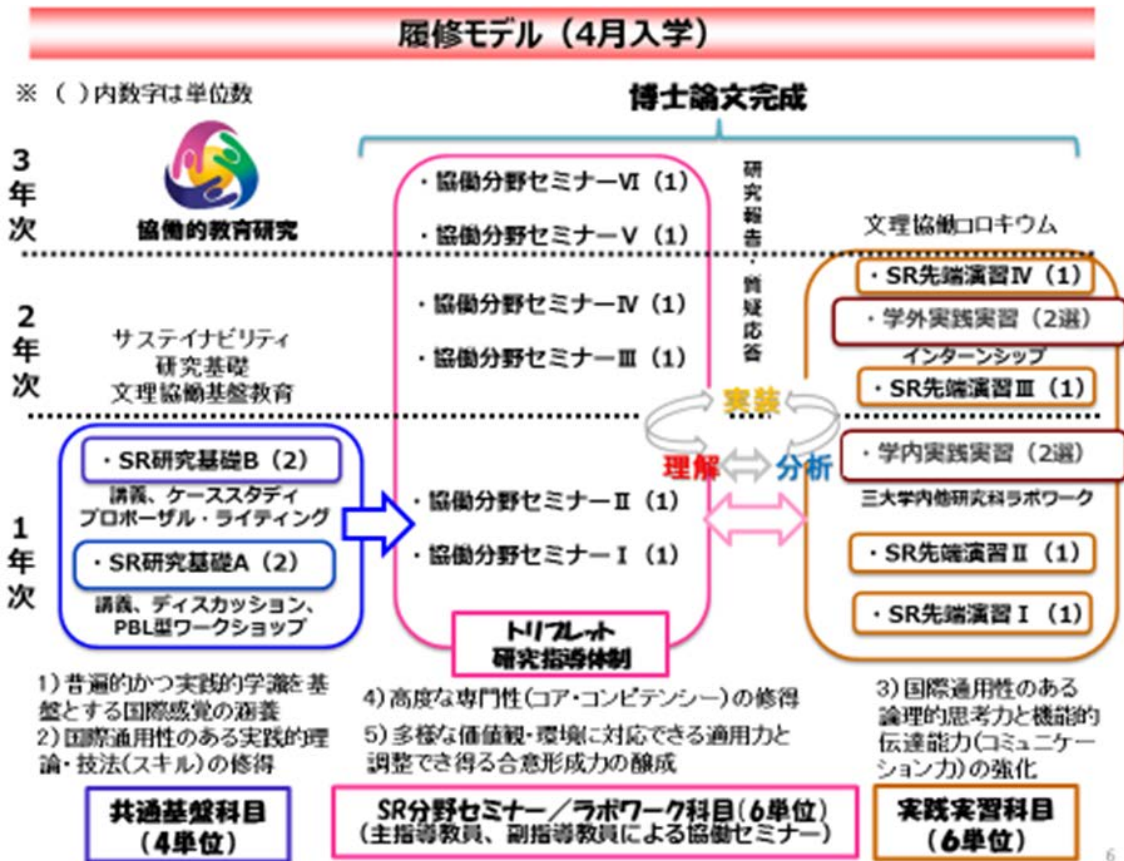 履修モデル（4月入学）
※ （ ）内数字は単位数
博士論文完成
3年次
協働的教育研究
・協働分野セミナーⅥ（1）
・協働分野セミナーⅤ（1）
研究報告・質疑応答
文理協働コロキウム
2年次
サステイナビリティ
研究基礎
文理協働基盤教育
・協働分野セミナーⅣ（1）
・協働分野セミナーⅢ（1）
・SR先端演習Ⅳ（1）
・学外実践実習（2選）
インターンシップ
・SR先端演習Ⅲ（1）
実装
理解
分析
1年次
・SR研究基礎B（2）
講義、ケーススタディ
プロポーザル・ライティング
・SR研究基礎A（2）
講義、ディスカッション、
PBL型ワークショップ
・協働分野セミナーⅡ（1）
・協働分野セミナーⅠ（1）
トリプレット
研究指導体制
・学内実践実習（2選）
三大学内他研究科ラボワーク
・SR先端演習Ⅱ（1）
・SR先端演習Ⅰ（1）
1）普遍的かつ実践的学識を基
盤とする国際感覚の涵養
2）国際通用性のある実践的理
論・技法(スキル)の修得
4）高度な専門性(コア・コンピテンシー)の修得
5）多様な価値観・環境に対応できる適用力と
調整でき得る合意形成力の醸成
3）国際通用性のある
論理的思考力と機能的
伝達能力(コミュニケー
ション力)の強化
共通基盤科目
（4単位）
SR分野セミナー／ラボワーク科目(6単位)
（主指導教員、副指導教員による協働セミナー）
実践実習科目
（6単位）
6